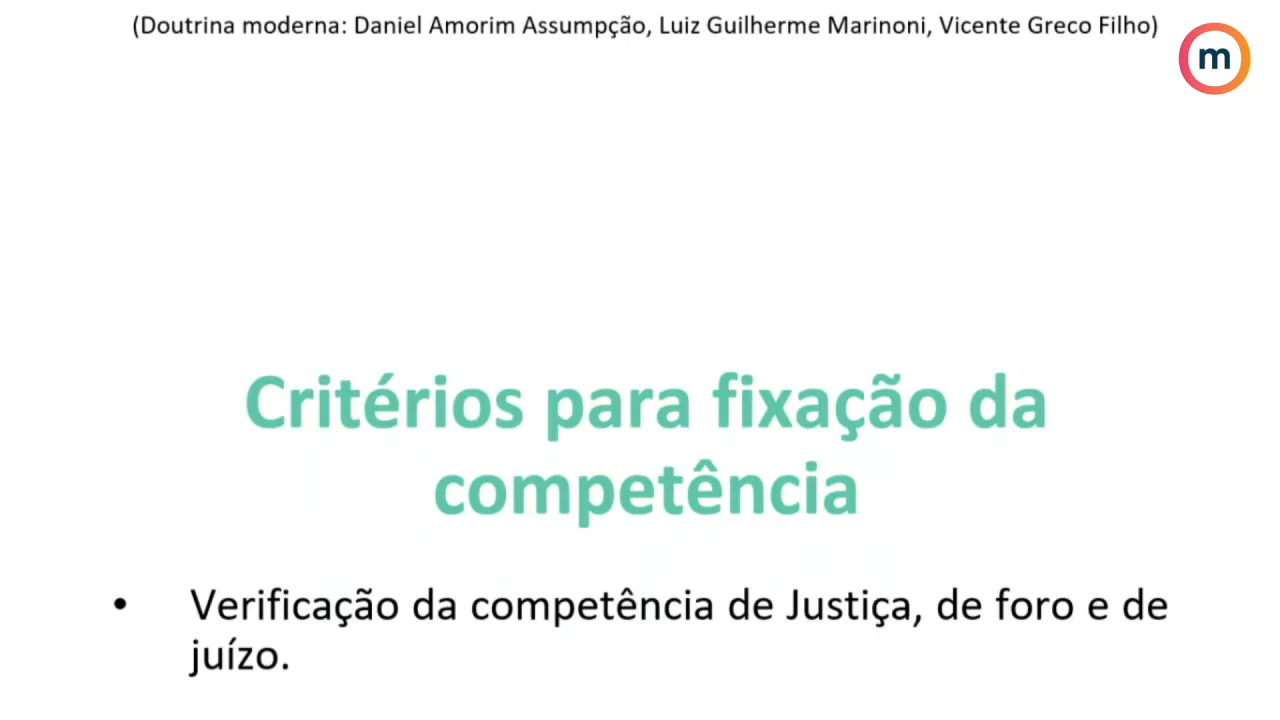 (Doutrina moderna: Daniel Amorim Assumpção, Luiz Guilherme Marinoni, Vicente Greco Filho)
m
Critérios para fixação da
competência
• Verificação da competência de Justiça, de foro e de
juízo.